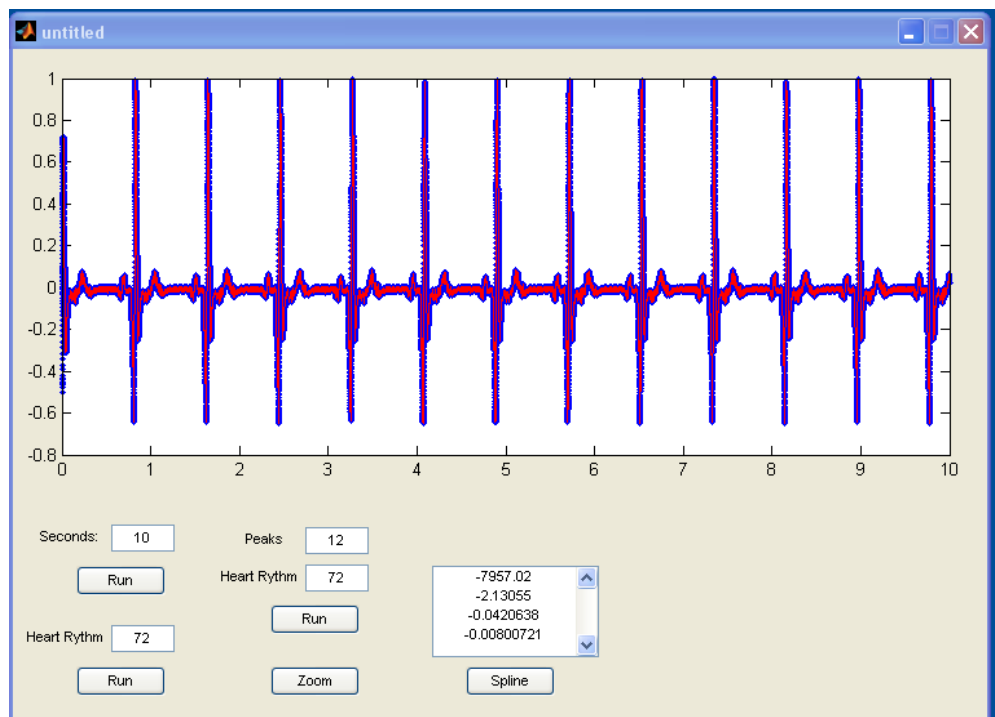 untitled
1
0.8
0.6
0.4
0.2
0
-0.2
-0.4
-0.6
-0.8
0 1 2 3 4 5 6 7 8 9 10
Seconds: 10
Peaks 12
Run
Heart Rythm 72
Run
Heart Rythm 72
Run
Zoom
-7957.02
-2.13055
-0.0420638
-0.00800721
Spline